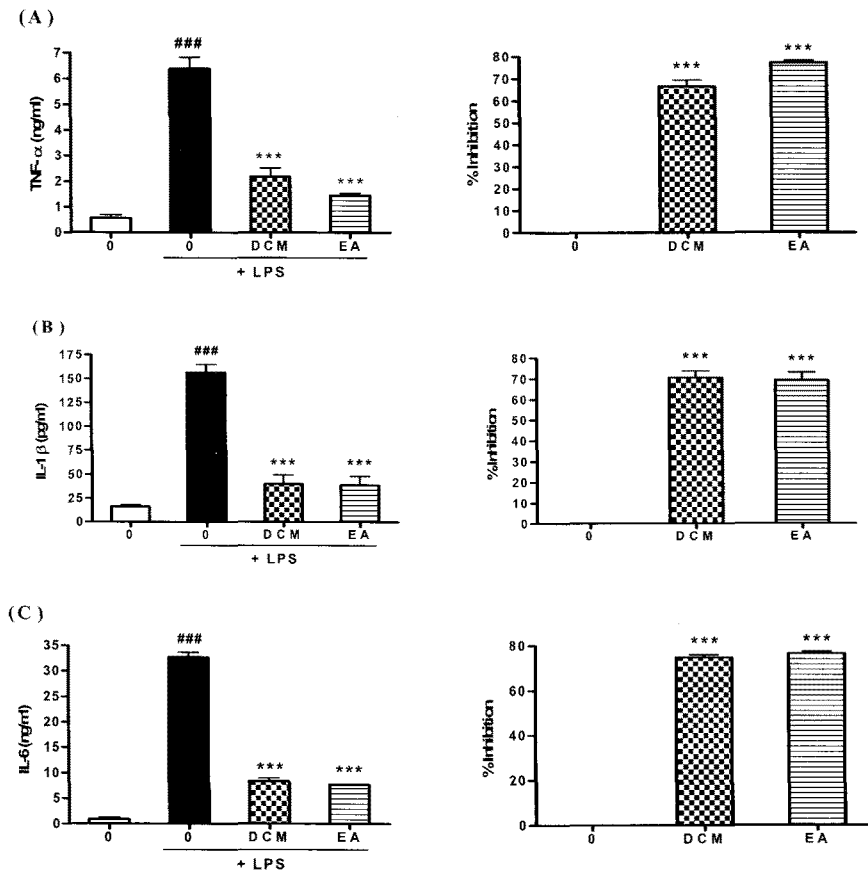 (A)
###
7
6
5
4
3
2
1
0
TNF- α (ng/ml)
***
***
0
0
DCM
EA
+ LPS
80
70
60
50
40
30
20
10
0
% Inhibition
***
***
0
DCM
EA
(B)
###
175
150
125
100
75
50
25
0
IL-1 β (pg/ml)
***
***
0
0
DCM
EA
+ LPS
80
70
60
50
40
30
20
10
0
% Inhibition
***
***
0
DCM
EA
(C)
###
35
30
25
20
15
10
5
0
IL-6 (ng/ml)
***
***
0
0
DCM
EA
+ LPS
80
60
40
20
0
% Inhibition
***
***
0
DCM
EA